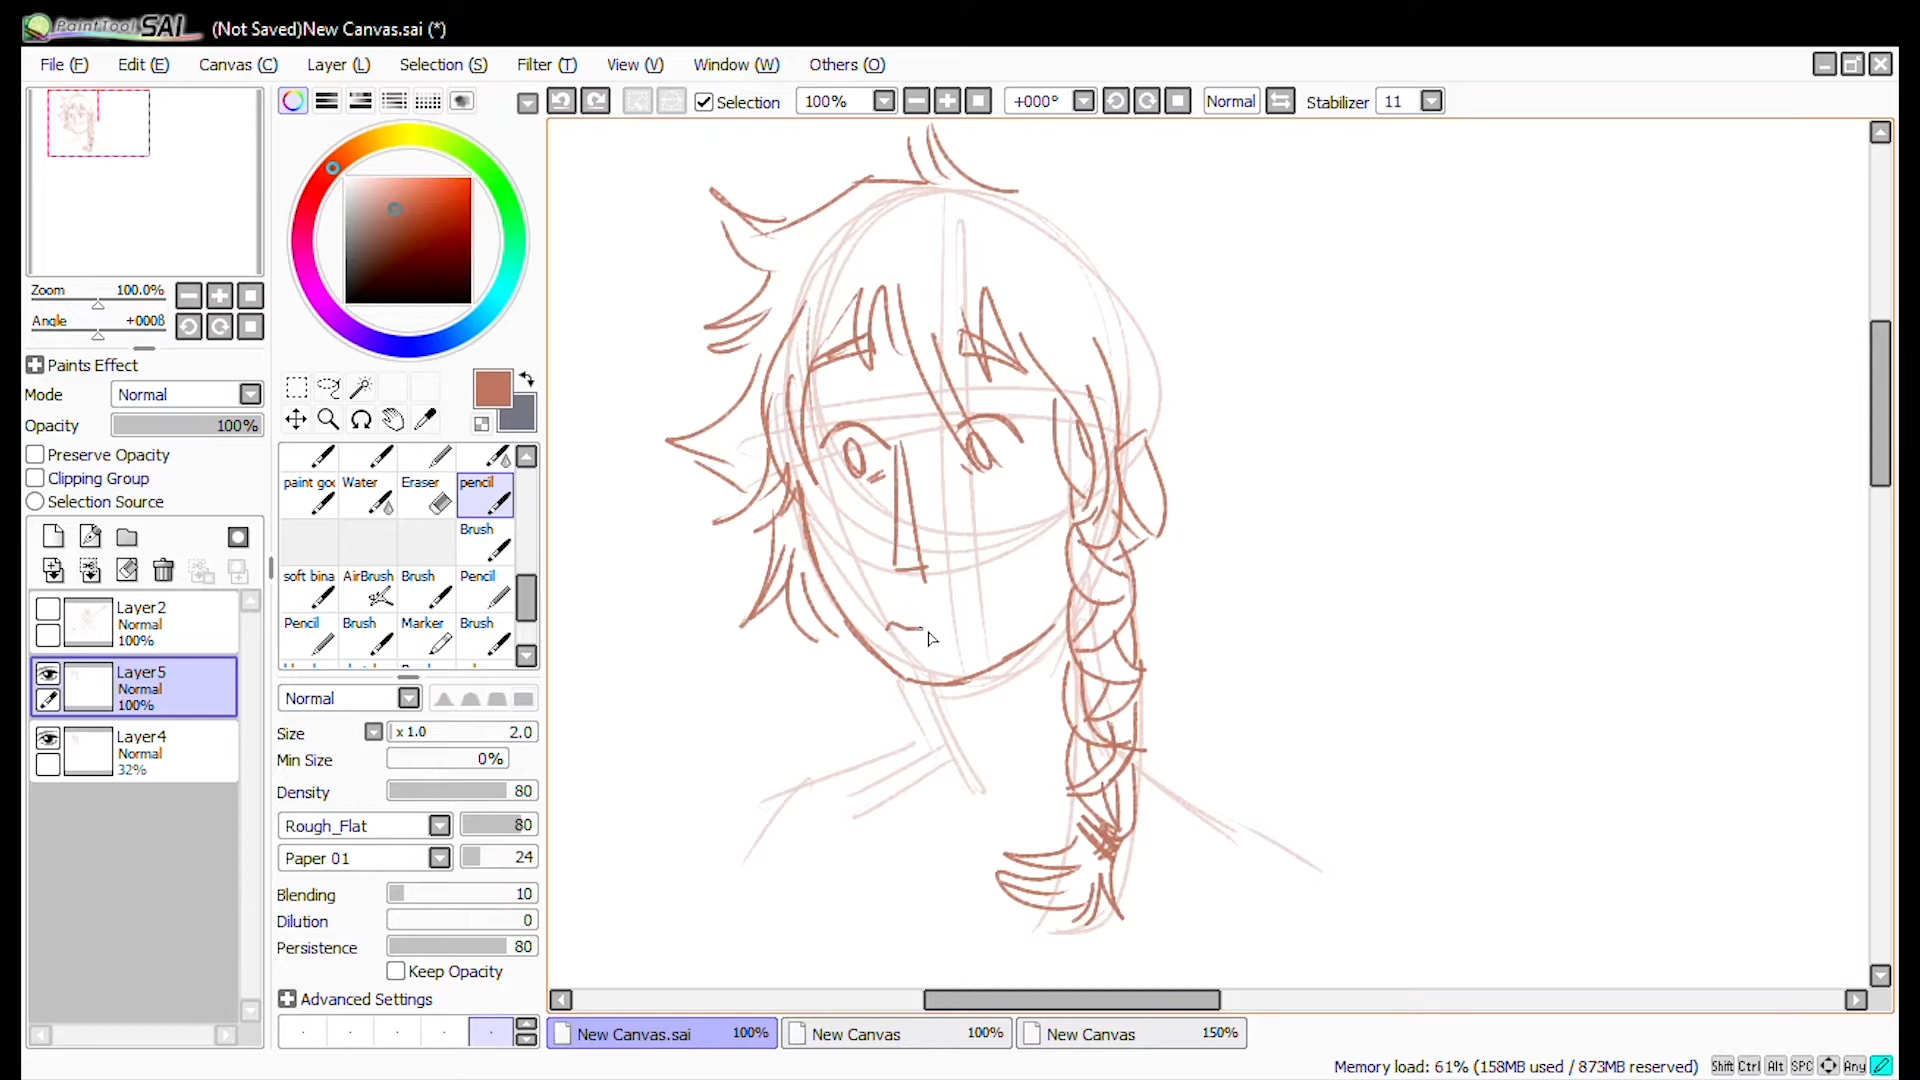 PaintTool SAI (Not Saved)New Canvas.sai (*)
File (F) Edit (E) Canvas (C) Layer (L) Selection (S) Filter (T) View (V) Window (W) Others (O)
Selection 100% +000° Normal Stabilizer 11
Zoom 100.0%
Angle +000ß
Paints Effect
Mode Normal
Opacity 100%
Preserve Opacity
Clipping Group
Selection Source
Layer2
Normal
100%
Layer5
Normal
100%
Layer4
Normal
32%
paint goo Water Eraser pencil
Brush
soft bina AirBrush Brush Pencil
Pencil Brush Marker Brush
Normal
Size x 1.0 2.0
Min Size 0%
Density 80
Rough_Flat 80
Paper 01 24
Blending 10
Dilution 0
Persistence 80
Keep Opacity
Advanced Settings
New Canvas.sai 100% New Canvas 100% New Canvas 150%
Memory load: 61% (158MB used / 873MB reserved) Shift Ctrl Alt SPC Any